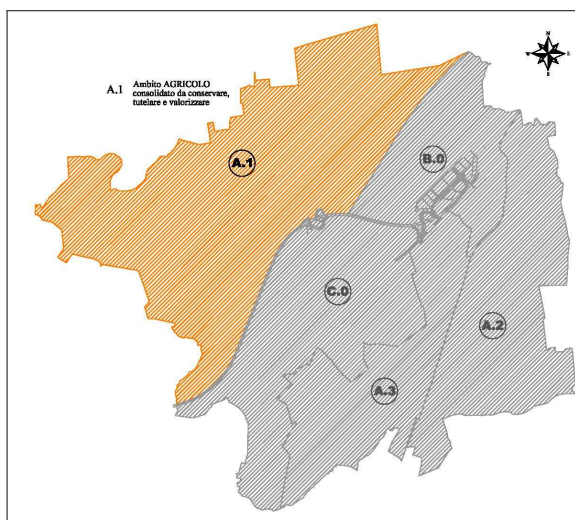 N
W E
S
A.1 Ambito AGRICOLO
consolidato da conservare,
tutelare e valorizzare
A.1
B.0
C.0
A.2
A.3